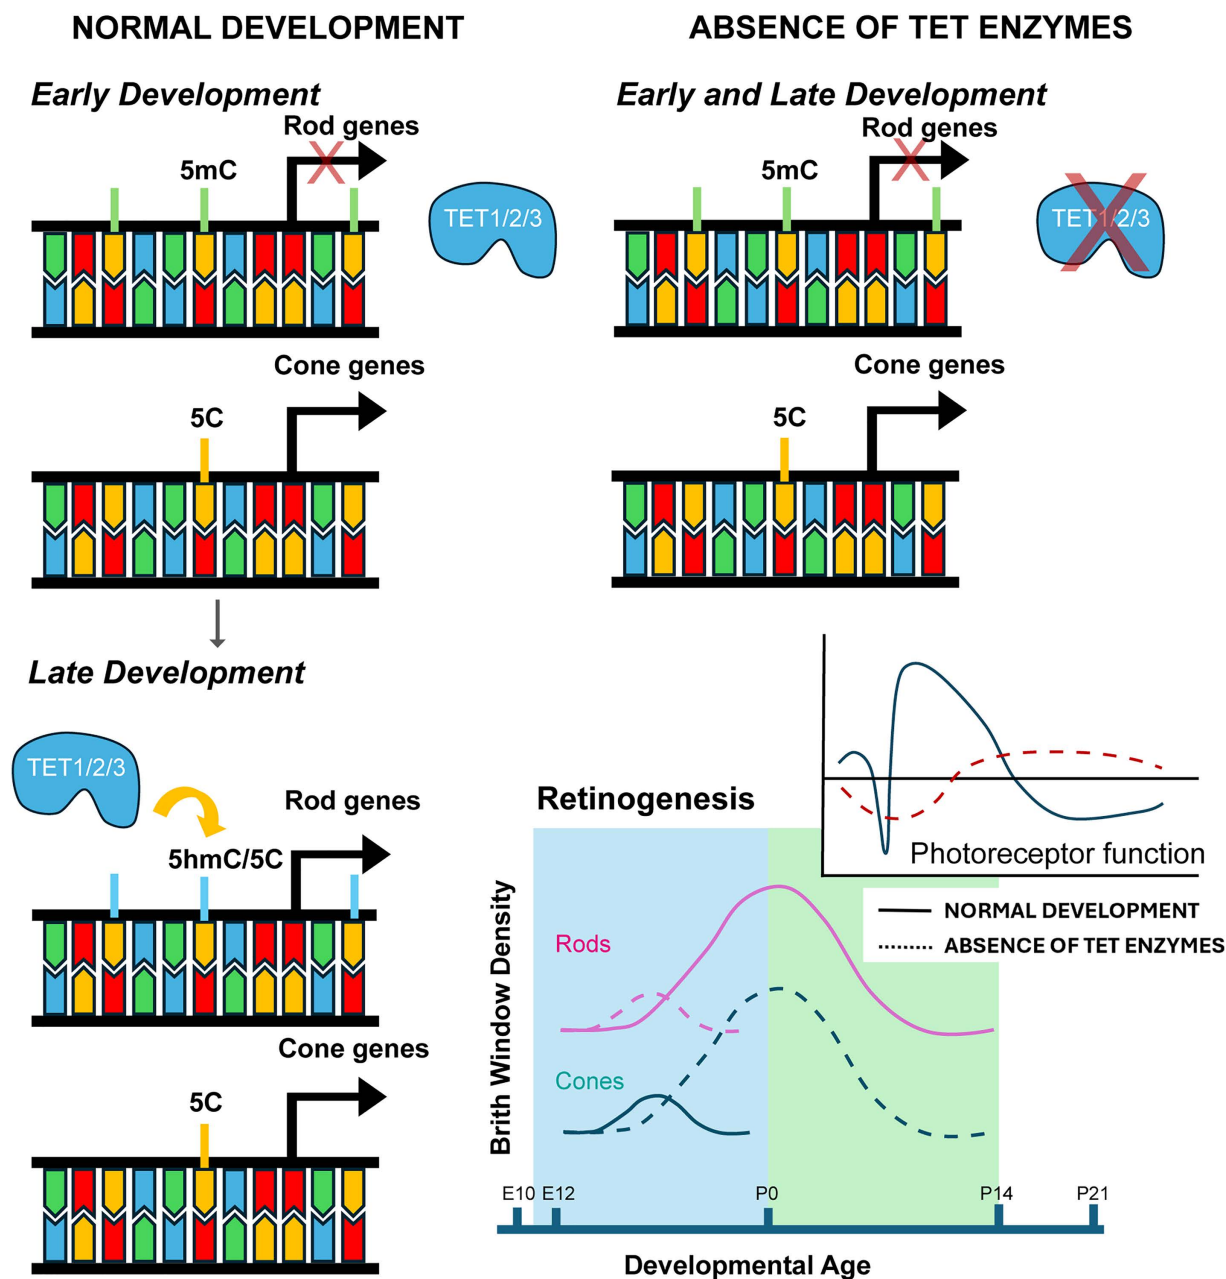 NORMAL DEVELOPMENT
Early Development
Rod genes
5mC
TET1/2/3
Cone genes
5C
Late Development
TET1/2/3
Rod genes
5hmC/5C
Cone genes
5C
ABSENCE OF TET ENZYMES
Early and Late Development
Rod genes
5mC
TET1/2/3
Cone genes
5C
Photoreceptor function
NORMAL DEVELOPMENT
ABSENCE OF TET ENZYMES
Retinogenesis
Brith Window Density
Rods
Cones
E10 E12 P0 P14 P21
Developmental Age